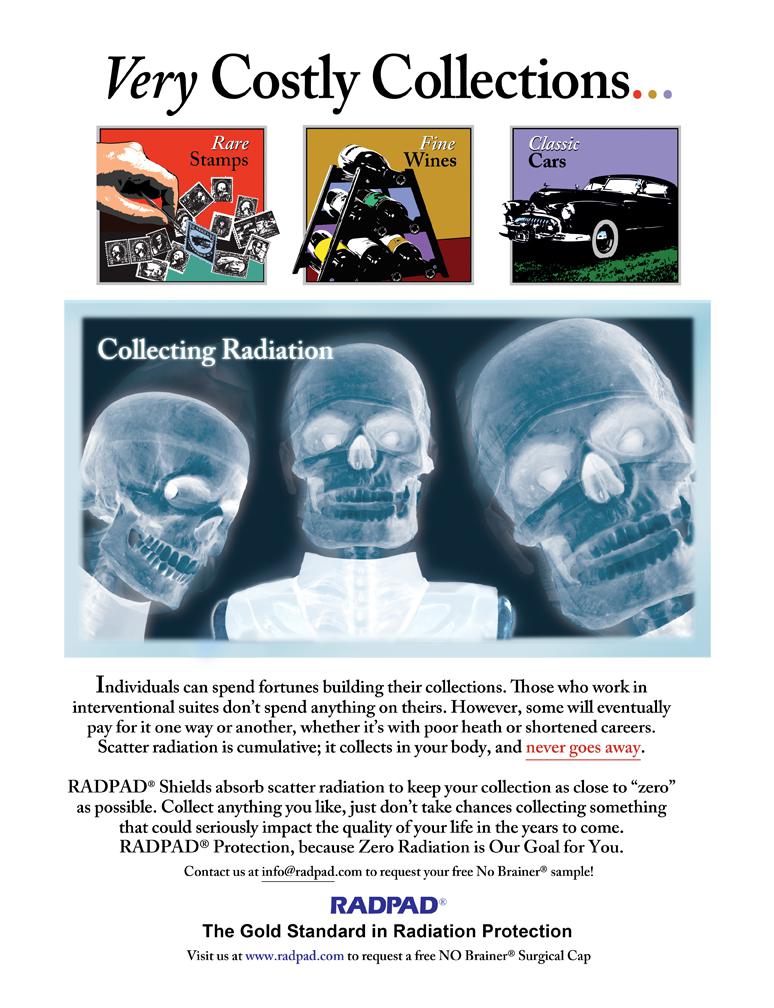 Very Costly Collections...
Rare
Stamps
Fine
Wines
Classic
Cars
Collecting Radiation
Individuals can spend fortunes building their collections. Those who work in
interventional suites don't spend anything on theirs. However, some will eventually
pay for it one way or another, whether it's with poor heath or shortened careers.
Scatter radiation is cumulative; it collects in your body, and never goes away.
RADPAD® Shields absorb scatter radiation to keep your collection as close to “zero”
as possible. Collect anything you like, just don't take chances collecting something
that could seriously impact the quality of your life in the years to come.
RADPAD® Protection, because Zero Radiation is Our Goal for You.
Contact us at info@radpad.com to request your free No Brainer® sample!
RADPAD®
The Gold Standard in Radiation Protection
Visit us at www.radpad.com to request a free NO Brainer® Surgical Cap